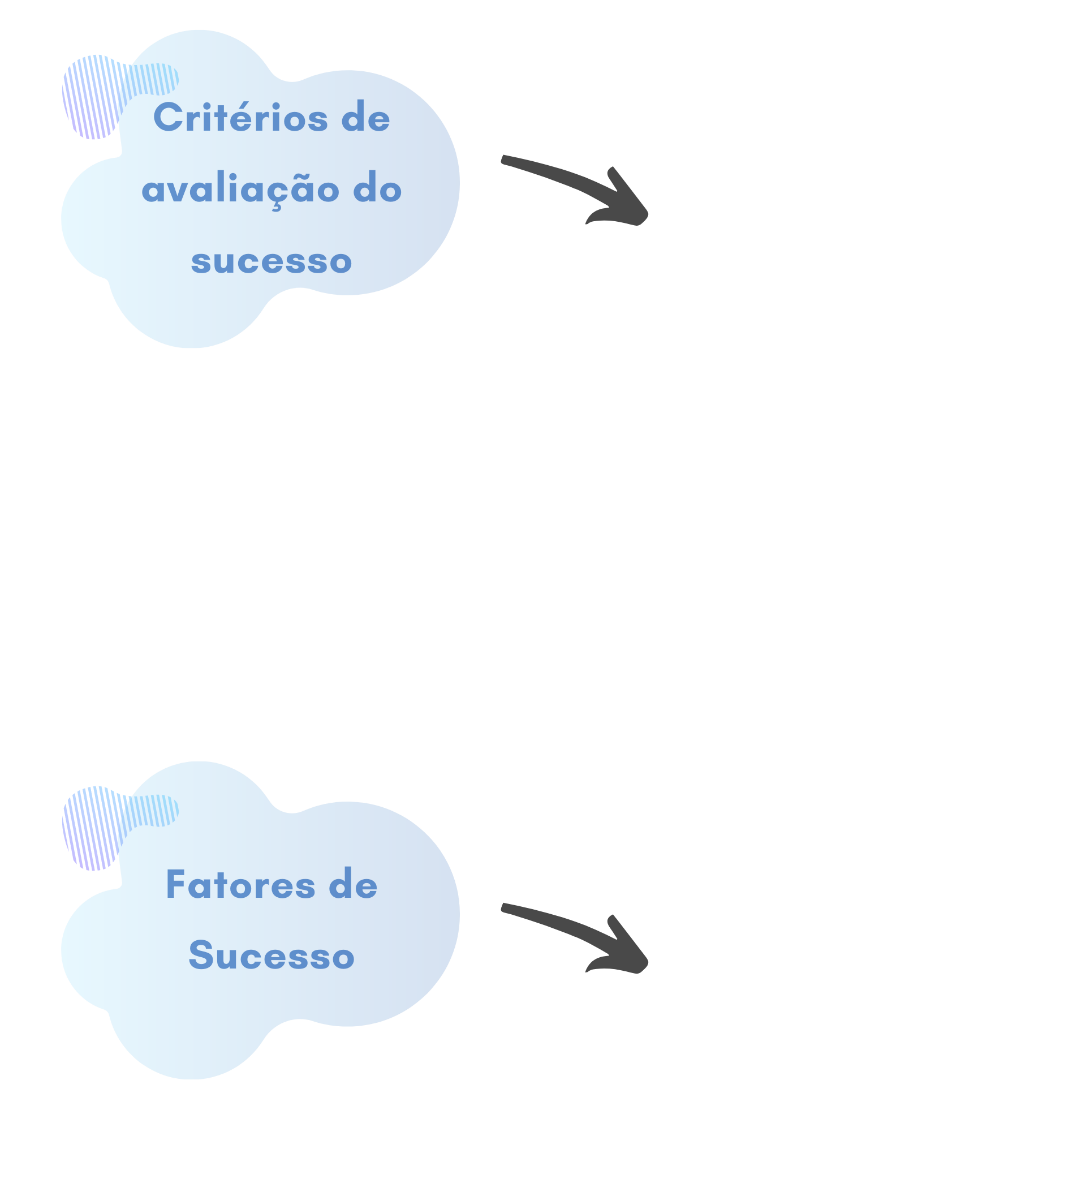 Critérios de
avaliação do
sucesso
Fatores de
Sucesso